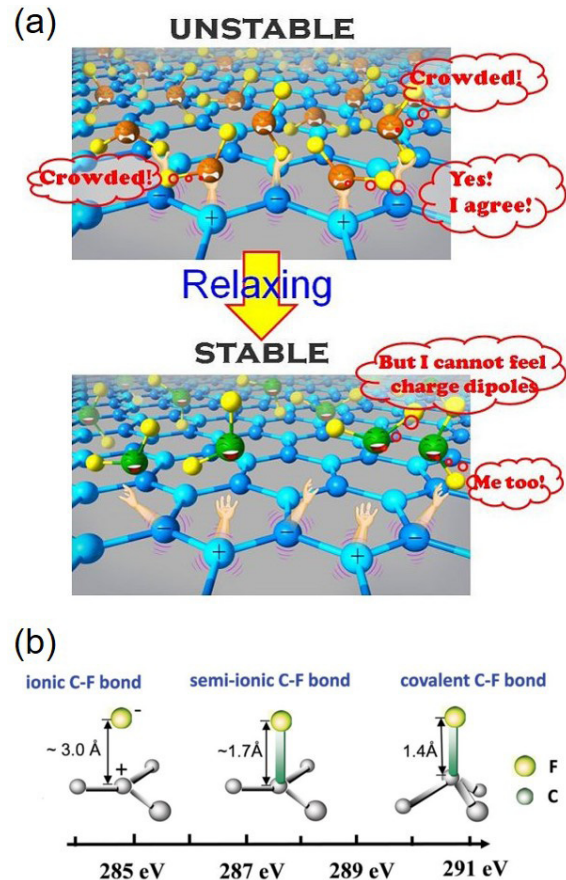 (a)
UNSTABLE
Crowded!
Crowded!
Yes!
I agree!
− + − + −
Relaxing
STABLE
But I cannot feel
charge dipoles
Me too!
− + − + −
(b)
ionic C-F bond semi-ionic C-F bond covalent C-F bond
-
~ 3.0 Å ~1.7Å 1.4Å
+
F
C
285 eV 287 eV 289 eV 291 eV